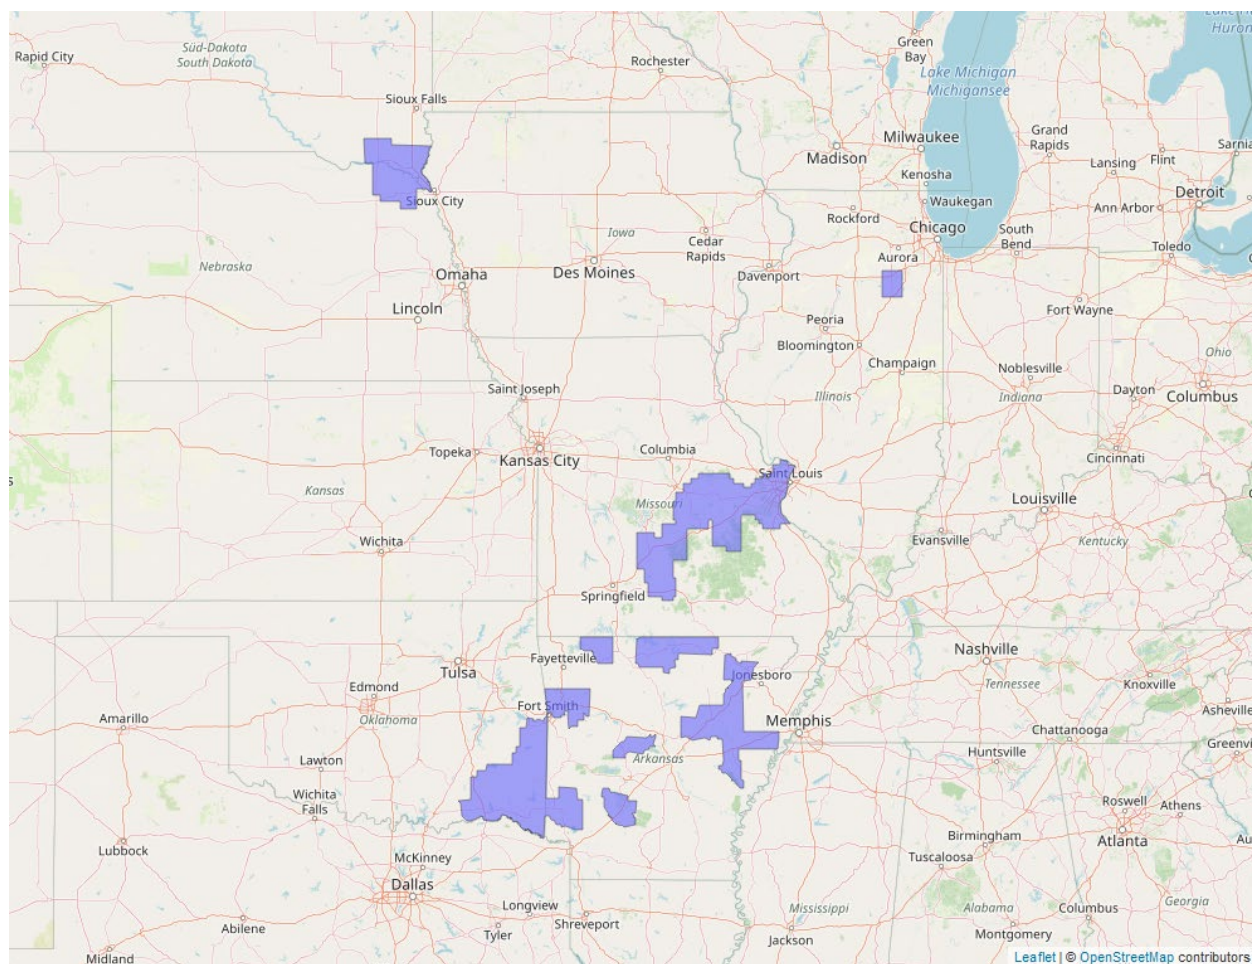 Lake Huron
Green
Bay
Süd-Dakota
South Dakota
Rapid City
Rochester
Lake Michigan
Michigansee
Sioux Falls
Milwaukee
Grand
Rapids
Madison
Lansing
Flint
Sarnia
Kenosha
Detroit
Sioux City
Waukegan
Ann Arbor
Rockford
Chicago
South
Bend
Iowa
Cedar
Rapids
Toledo
Aurora
Nebraska
Omaha
Des Moines
Davenport
Lincoln
Fort Wayne
Peoria
Bloomington
Ohio
Champaign
Noblesville
Saint Joseph
Illinois
Indiana
Dayton
Columbus
Topeka
Columbia
Kansas City
Cincinnati
Saint Louis
Kansas
Missouri
Louisville
Wichita
Evansville
Kentucky
Springfield
Nashville
Fayetteville
Tulsa
Jonesboro
Tennessee
Knoxville
Edmond
Fort Smith
Asheville
Amarillo
Oklahoma
Memphis
Chattanooga
Lawton
Arkansas
Huntsville
Greenv
Wichita
Falls
Roswell
Athens
Lubbock
Birmingham
Atlanta
McKinney
Tuscaloosa
Dallas
Au
Longview
Mississippi
Alabama
Georgia
Abilene
Shreveport
Columbus
Tyler
Montgomery
Jackson
Midland
Leaflet | © OpenStreetMap contributors